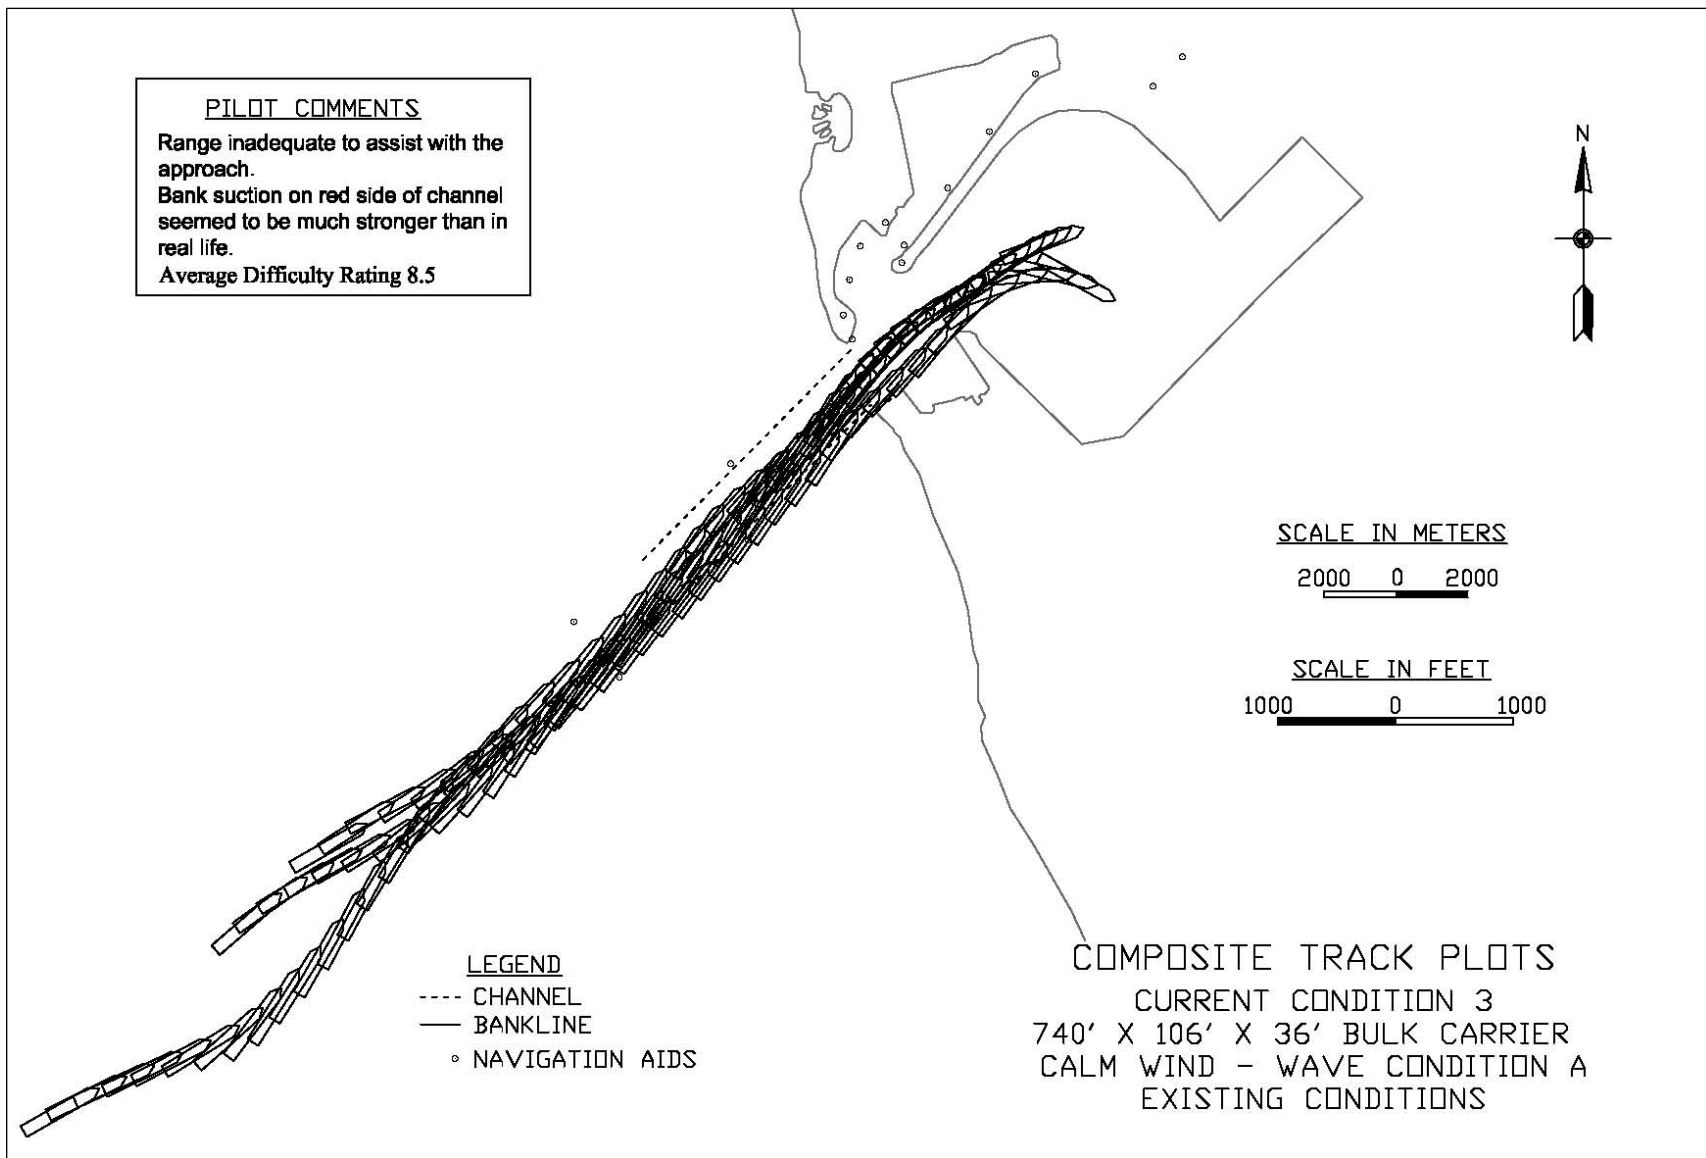 PILOT COMMENTS
Range inadequate to assist with the
approach.
Bank suction on red side of channel
seemed to be much stronger than in
real life.
Average Difficulty Rating 8.5
N
SCALE IN METERS
2000 0 2000
SCALE IN FEET
1000 0 1000
LEGEND
CHANNEL
BANKLINE
NAVIGATION AIDS
COMPOSITE TRACK PLOTS
CURRENT CONDITION 3
740' X 106' X 36' BULK CARRIER
CALM WIND - WAVE CONDITION A
EXISTING CONDITIONS